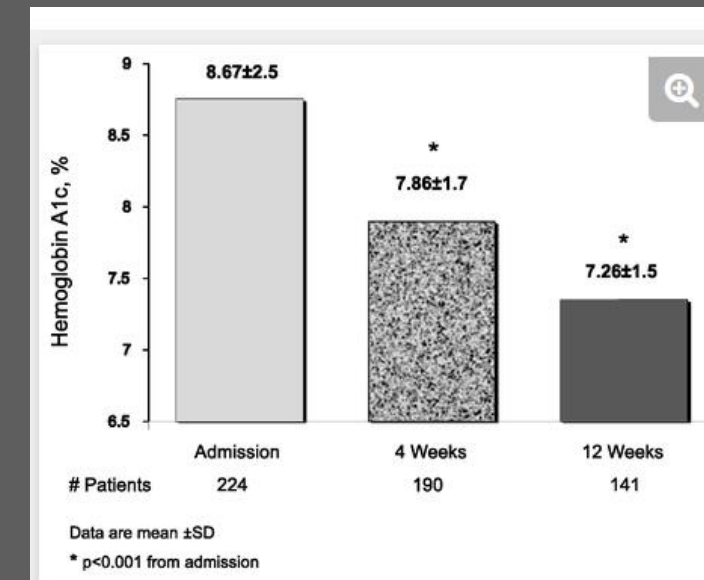 9
8.67±2.5
8.5
*
7.86±1.7
8
*
7.26±1.5
7.5
7
6.5
Hemoglobin A1c, %
Admission 4 Weeks 12 Weeks
# Patients 224 190 141
Data are mean ±SD
* p<0.001 from admission